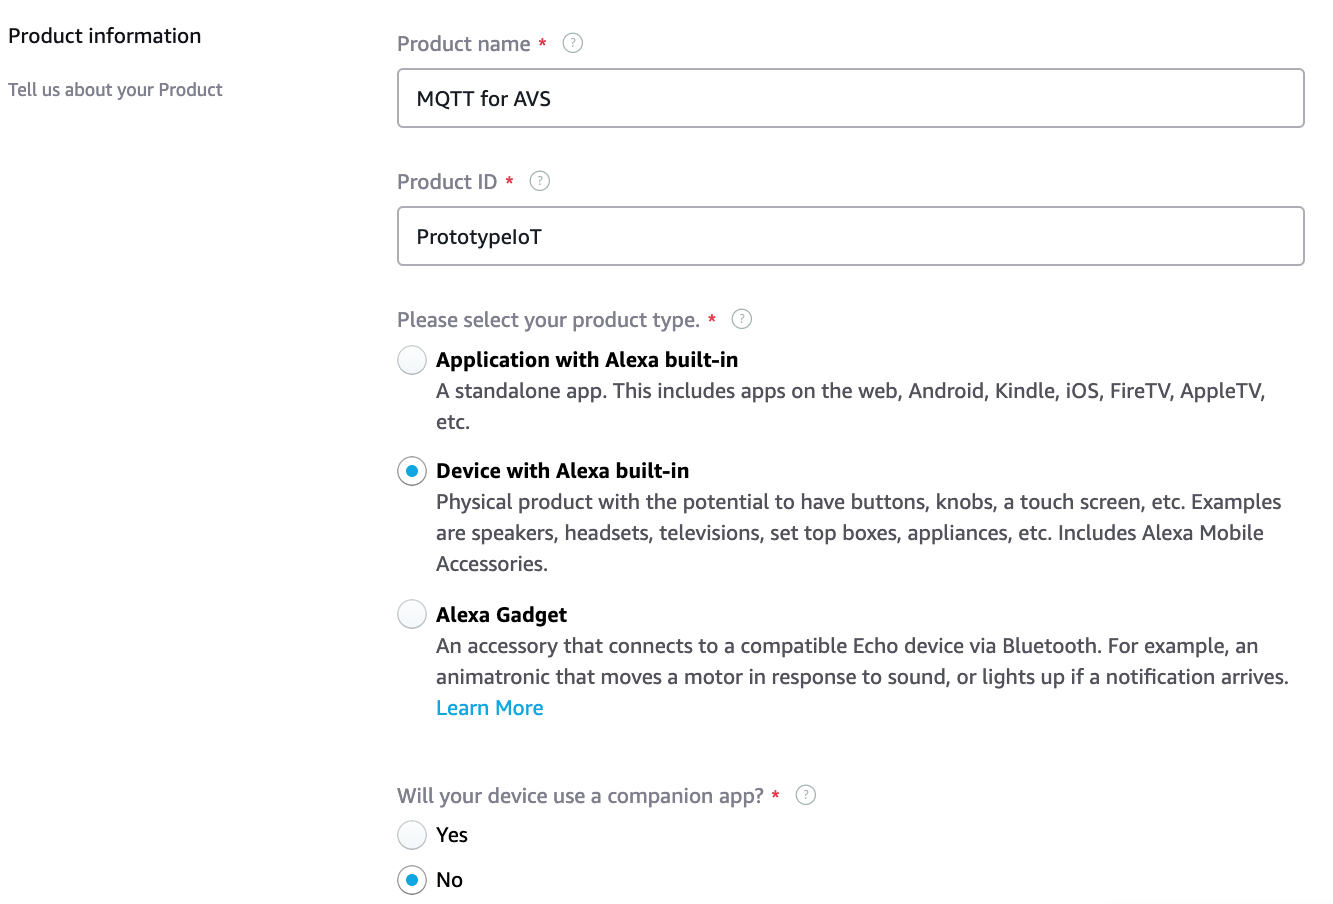 Product information
Tell us about your Product
Product name * ?
MQTT for AVS
Product ID * ?
PrototypeIoT
Please select your product type. * ?
Application with Alexa built-in
A standalone app. This includes apps on the web, Android, Kindle, iOS, FireTV, AppleTV,
etc.
Device with Alexa built-in
Physical product with the potential to have buttons, knobs, a touch screen, etc. Examples
are speakers, headsets, televisions, set top boxes, appliances, etc. Includes Alexa Mobile
Accessories.
Alexa Gadget
An accessory that connects to a compatible Echo device via Bluetooth. For example, an
animatronic that moves a motor in response to sound, or lights up if a notification arrives.
Learn More
Will your device use a companion app? * ?
Yes
No